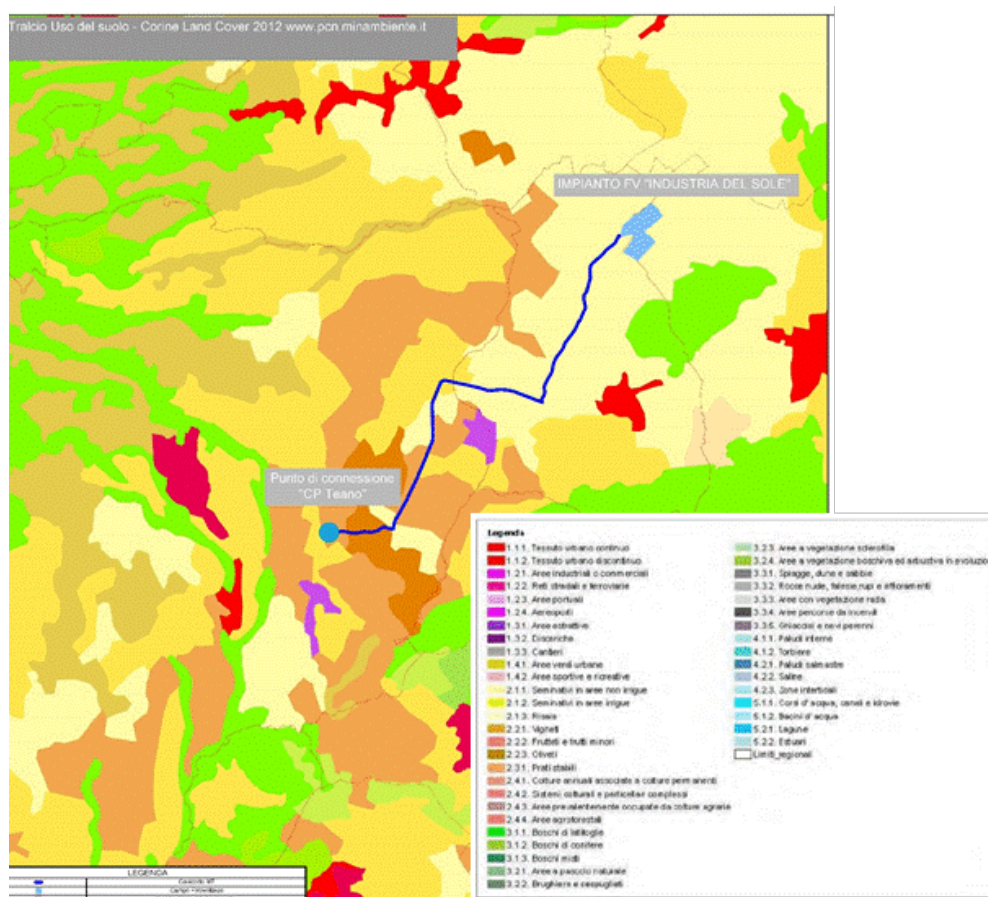 Tralcio Uso del suolo - Corine Land Cover 2012 www.pcn.minambiente.it
IMPIANTO FV "INDUSTRIA DEL SOLE"
Punto di connessione
"CP Teano"
Legenda
1.1.1. Tessuto urbano continuo
1.1.2. Tessuto urbano discontinuo
1.2.1. Aree industriali o commerciali
1.2.2. Reti stradali e ferroviarie
1.2.3. Aree portuali
1.2.4. Aereoporti
1.3.1. Aree estrattive
1.3.2. Discariche
1.3.3. Cantieri
1.4.1. Aree verdi urbane
1.4.2. Aree sportive e ricreative
2.1.1. Seminativi in aree non irrigue
2.1.2. Seminativi in aree irrigue
2.1.3. Risaie
2.2.1. Vigneti
2.2.2. Frutteti e frutti minori
2.2.3. Oliveti
2.3.1. Prati stabili
2.4.1. Colture annuali associate a colture permanenti
2.4.2. Sistemi colturali e particellari complessi
2.4.3. Aree prevalentemente occupate da colture agrarie
2.4.4. Aree agroforestali
3.1.1. Boschi di latifoglie
3.1.2. Boschi di conifere
3.1.3. Boschi misti
3.2.1. Aree a pascolo naturale
3.2.2. Brughiere e cespuglieti
3.2.3. Aree a vegetazione sclerofilia
3.2.4. Aree a vegetazione boschiva ed arbustiva in evoluzio
3.3.1. Spiagge, dune e sabbie
3.3.2. Rocce nude, falesie, rupi e affioramenti
3.3.3. Aree con vegetazione rada
3.3.4. Aree percorse da incendi
3.3.5. Ghiacciai e nevi perenni
4.1.1. Paludi interne
4.1.2. Torbiere
4.2.1. Paludi salmastre
4.2.2. Saline
4.2.3. Zone intertidali
5.1.1. Corsi d'acqua, canali e idrovie
5.1.2. Bacini d'acqua
5.2.1. Lagune
5.2.2. Estuari
Limiti_regionali
LEGENDA
Cavidotto MT